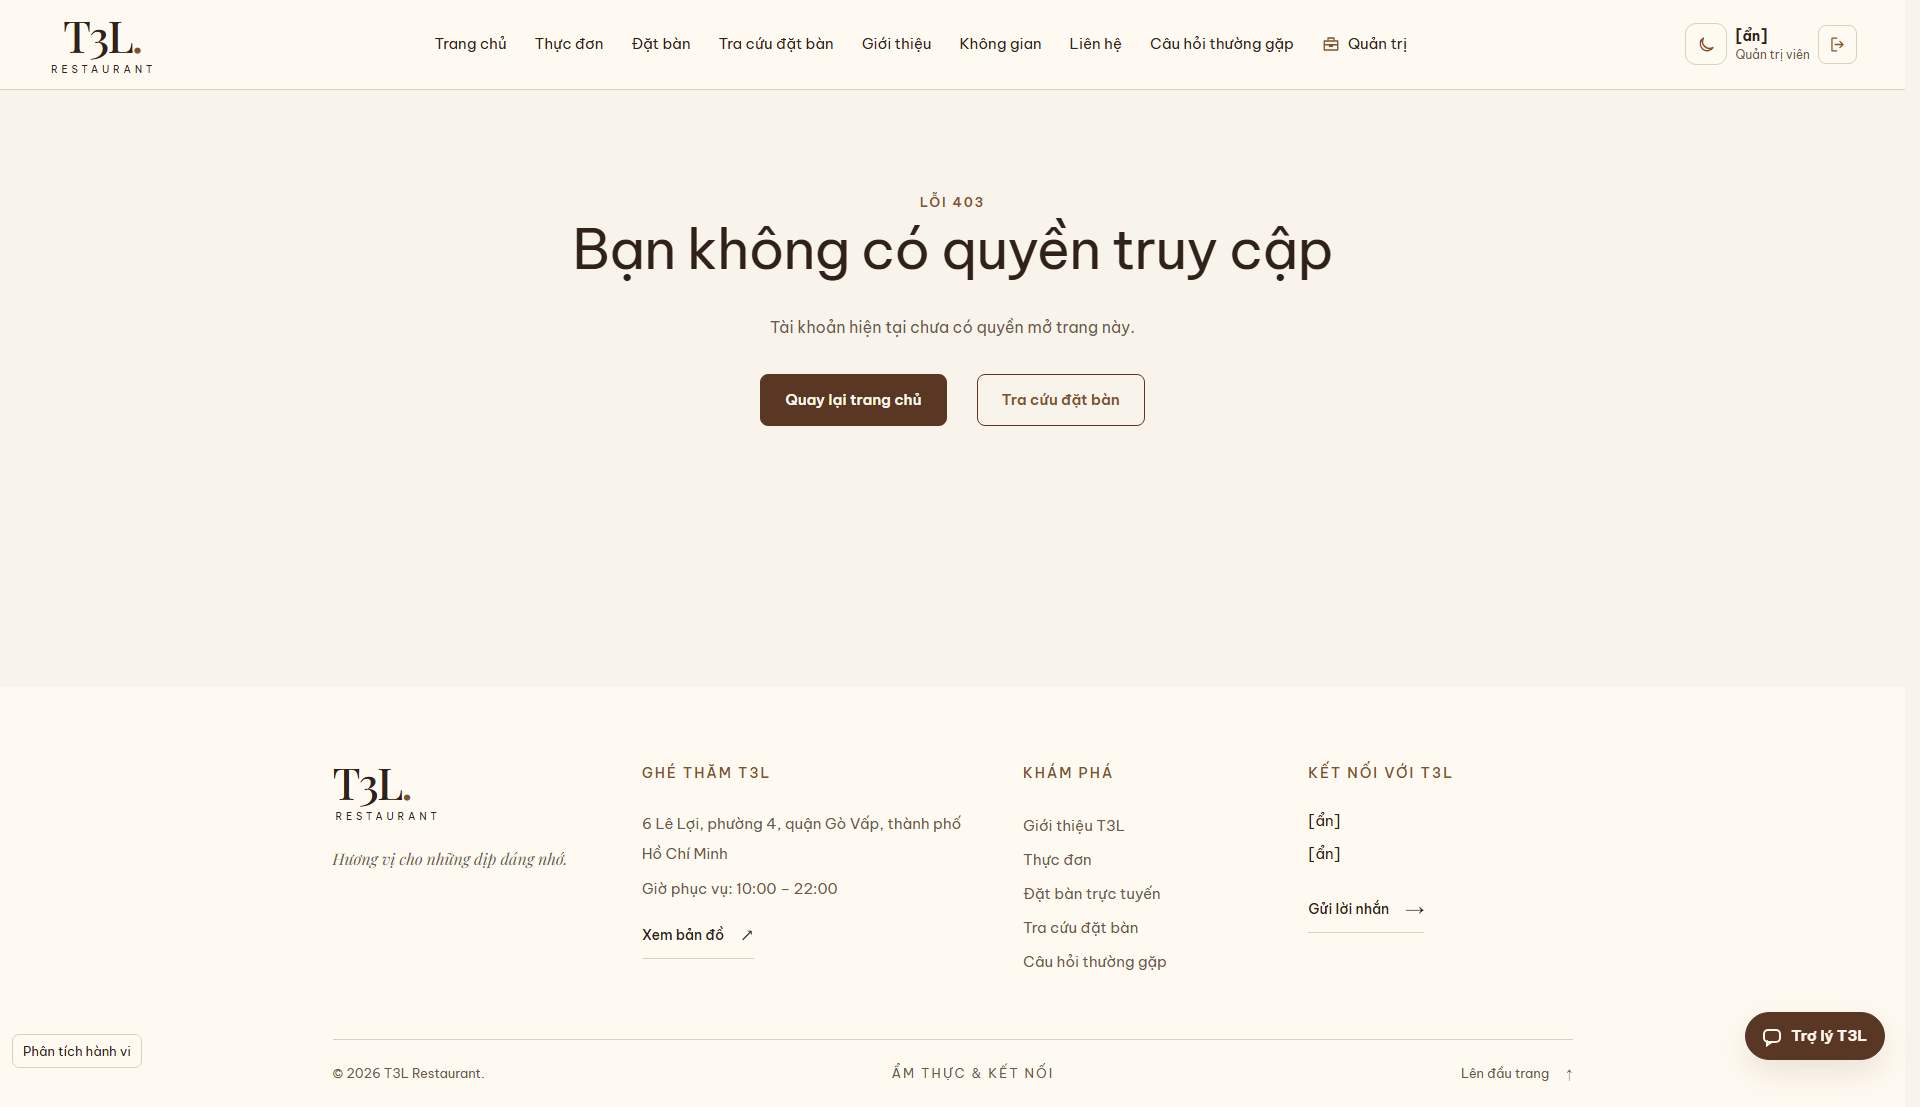 T3L.
RESTAURANT
Trang chủ
Thực đơn
Đặt bàn
Tra cứu đặt bàn
Giới thiệu
Không gian
Liên hệ
Câu hỏi thường gặp
Quản trị
[ẩn]
Quản trị viên
LỖI 403
Bạn không có quyền truy cập
Tài khoản hiện tại chưa có quyền mở trang này.
Quay lại trang chủ
Tra cứu đặt bàn
T3L.
RESTAURANT
Hương vị cho những dịp đáng nhớ.
GHÉ THĂM T3L
6 Lê Lợi, phường 4, quận Gò Vấp, thành phố
Hồ Chí Minh
Giờ phục vụ: 10:00 – 22:00
Xem bản đồ ↗
KHÁM PHÁ
Giới thiệu T3L
Thực đơn
Đặt bàn trực tuyến
Tra cứu đặt bàn
Câu hỏi thường gặp
KẾT NỐI VỚI T3L
[ẩn]
[ẩn]
Gửi lời nhắn →
Phân tích hành vi
Trợ lý T3L
© 2026 T3L Restaurant.
ẨM THỰC & KẾT NỐI
Lên đầu trang ↑